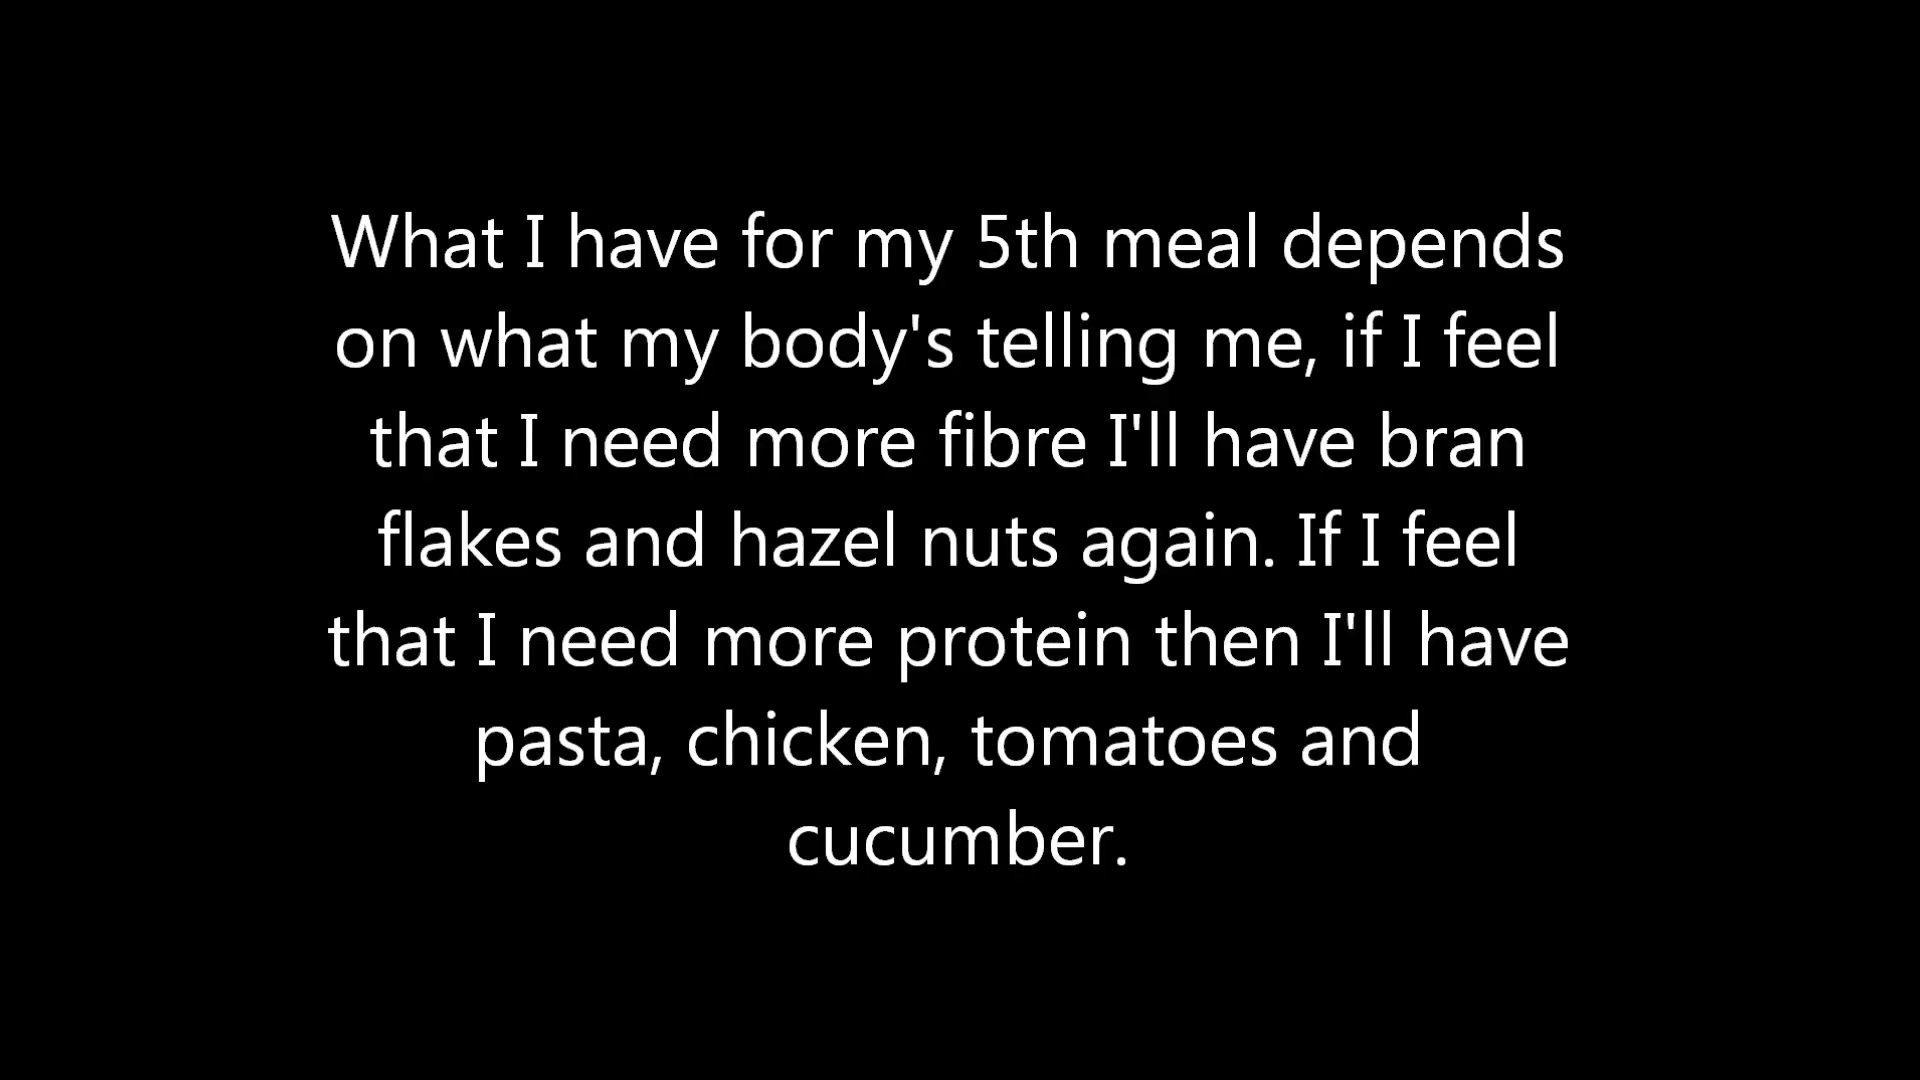 What I have for my 5th meal depends
on what my body's telling me, if I feel
that I need more fibre I'll have bran
flakes and hazel nuts again. If I feel
that I need more protein then I'll have
pasta, chicken, tomatoes and
cucumber.